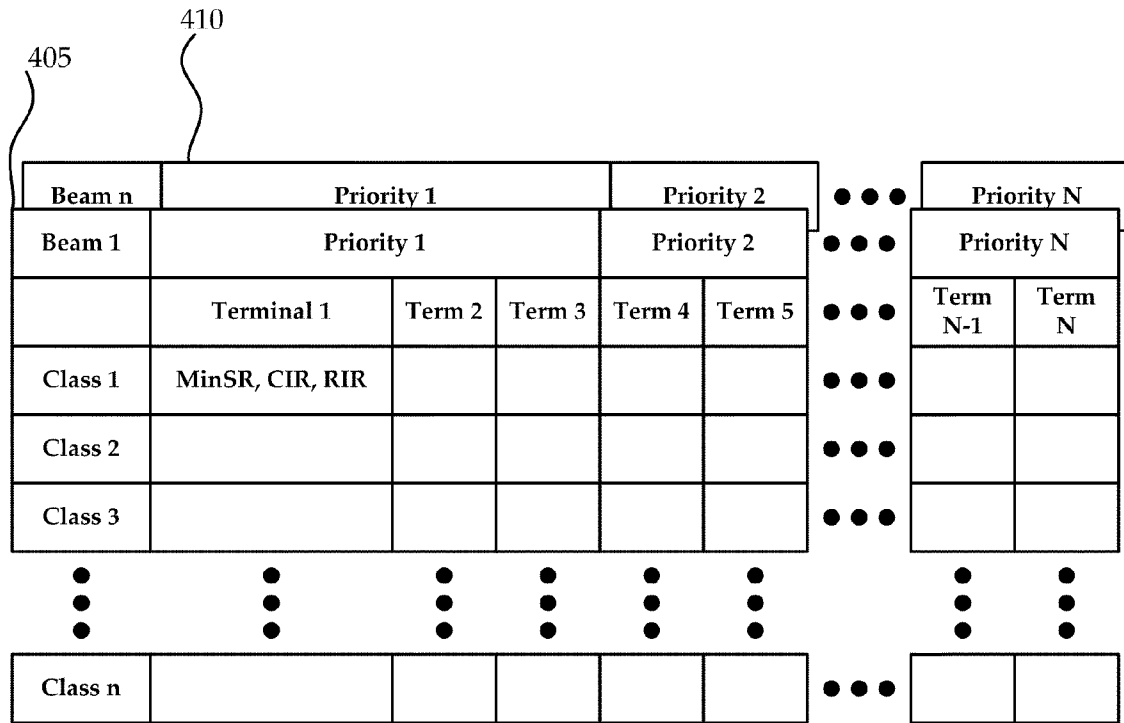 410
405
Beam n Priority 1 Priority 2 Priority N
Beam 1 Priority 1 Priority 2 Priority N
Terminal 1 Term 2 Term 3 Term 4 Term 5 Term N-1 Term N
Class 1 MinSR, CIR, RIR
Class 2
Class 3
Class n